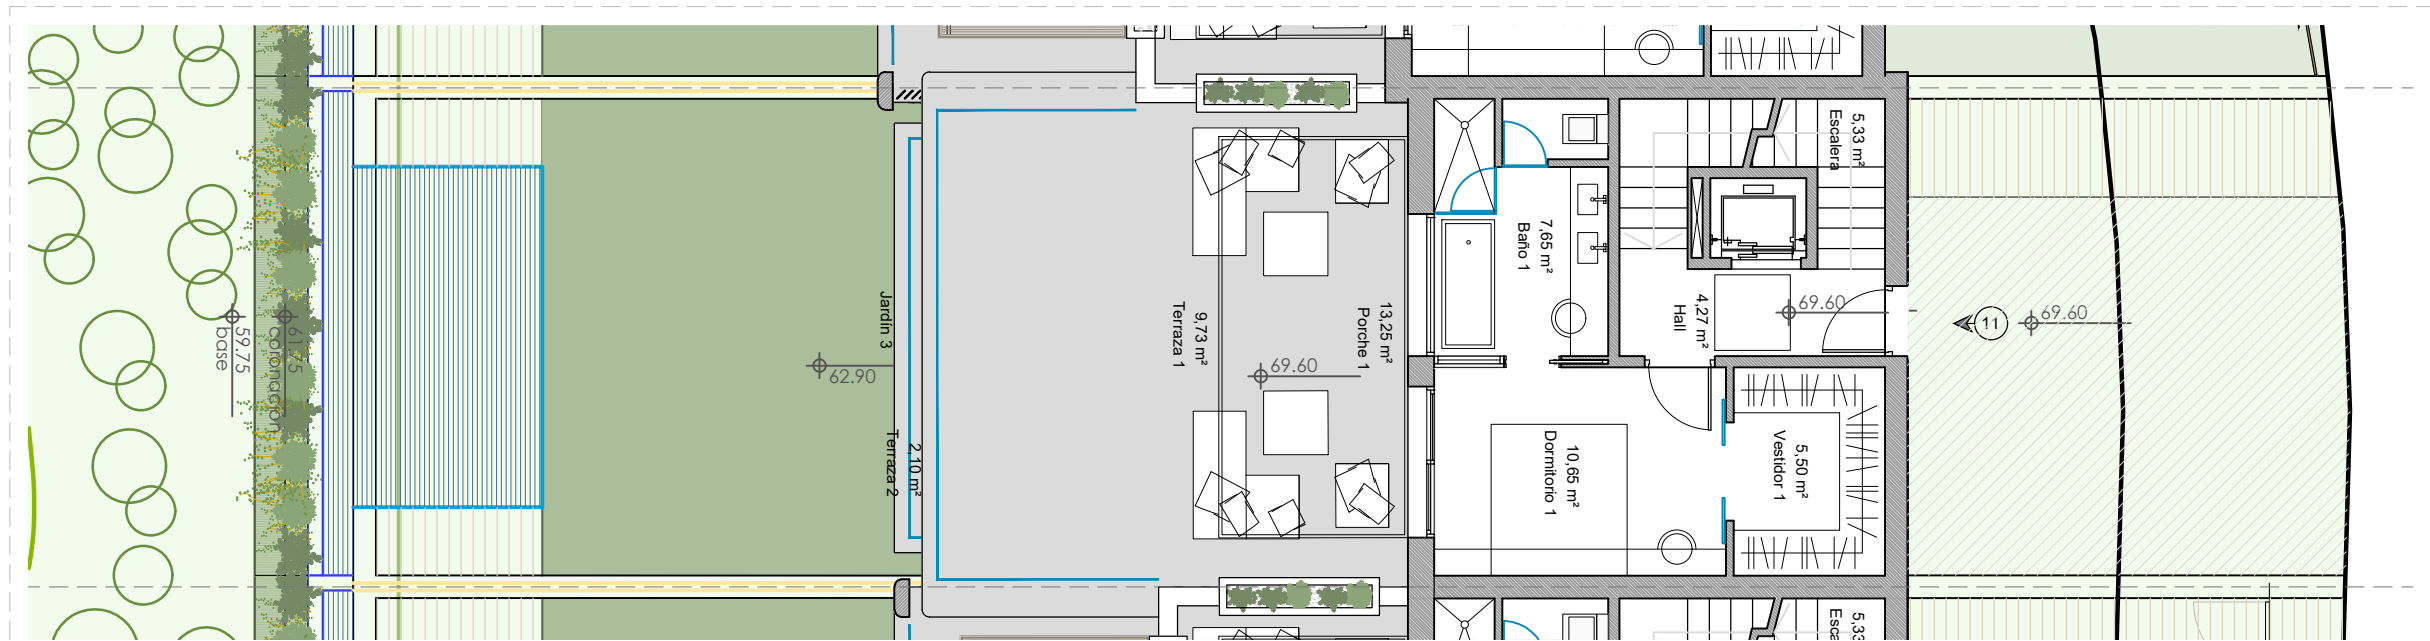 59.75
base
61.75
coronación
62.90
Jardín 3
2,10 m²
Terraza 2
9,73 m²
Terraza 1
69.60
13,25 m²
Porche 1
7,65 m²
Baño 1
10,65 m²
Dormitorio 1
4,27 m²
Hall
69.60
5,33 m²
Escalera
5,50 m²
Vestidor 1
11
69.60
5,33
Esca